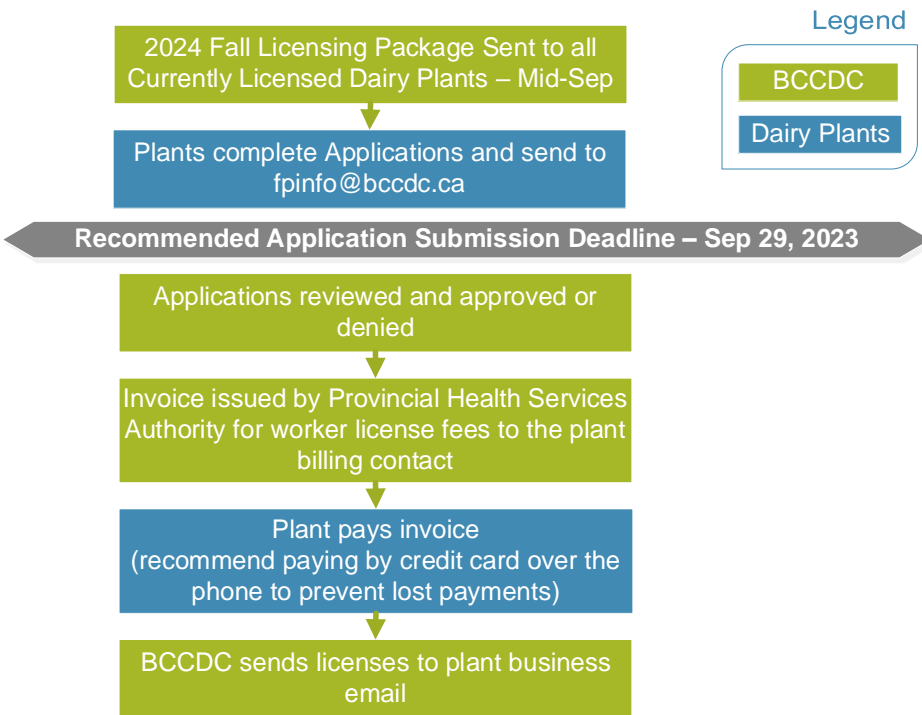 Legend
BCCDC
Dairy Plants
2024 Fall Licensing Package Sent to all
Currently Licensed Dairy Plants – Mid-Sep
Plants complete Applications and send to
fpinfo@bccdc.ca
Recommended Application Submission Deadline – Sep 29, 2023
Applications reviewed and approved or
denied
Invoice issued by Provincial Health Services
Authority for worker license fees to the plant
billing contact
Plant pays invoice
(recommend paying by credit card over the
phone to prevent lost payments)
BCCDC sends licenses to plant business
email